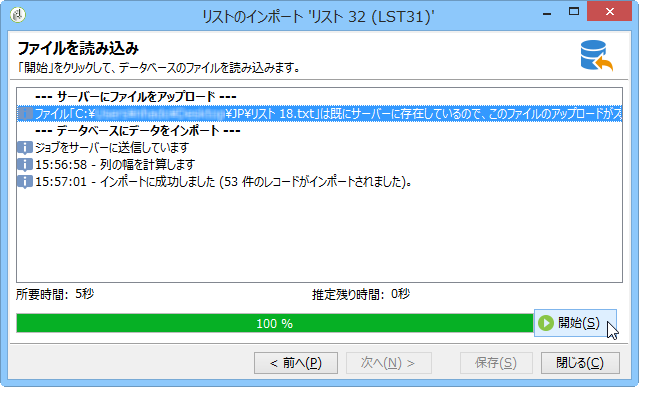 リストのインポート 'リスト 32 (LST31)'
ファイルを読み込み
「開始」をクリックして、データベースのファイルを読み込みます。
--- サーバーにファイルをアップロード ---
ファイル「C:¥ ¥JP¥リスト 18.txt」は既にサーバーに存在しているので、このファイルのアップロードがス
--- データベースにデータをインポート ---
ジョブをサーバーに送信しています
15:56:58 - 列の幅を計算します
15:57:01 - インポートに成功しました (53 件のレコードがインポートされました)。
所要時間: 5秒 推定残り時間: 0秒
100 % 開始(S)
< 前へ(P) 次へ(N) > 保存(S) 閉じる(C)